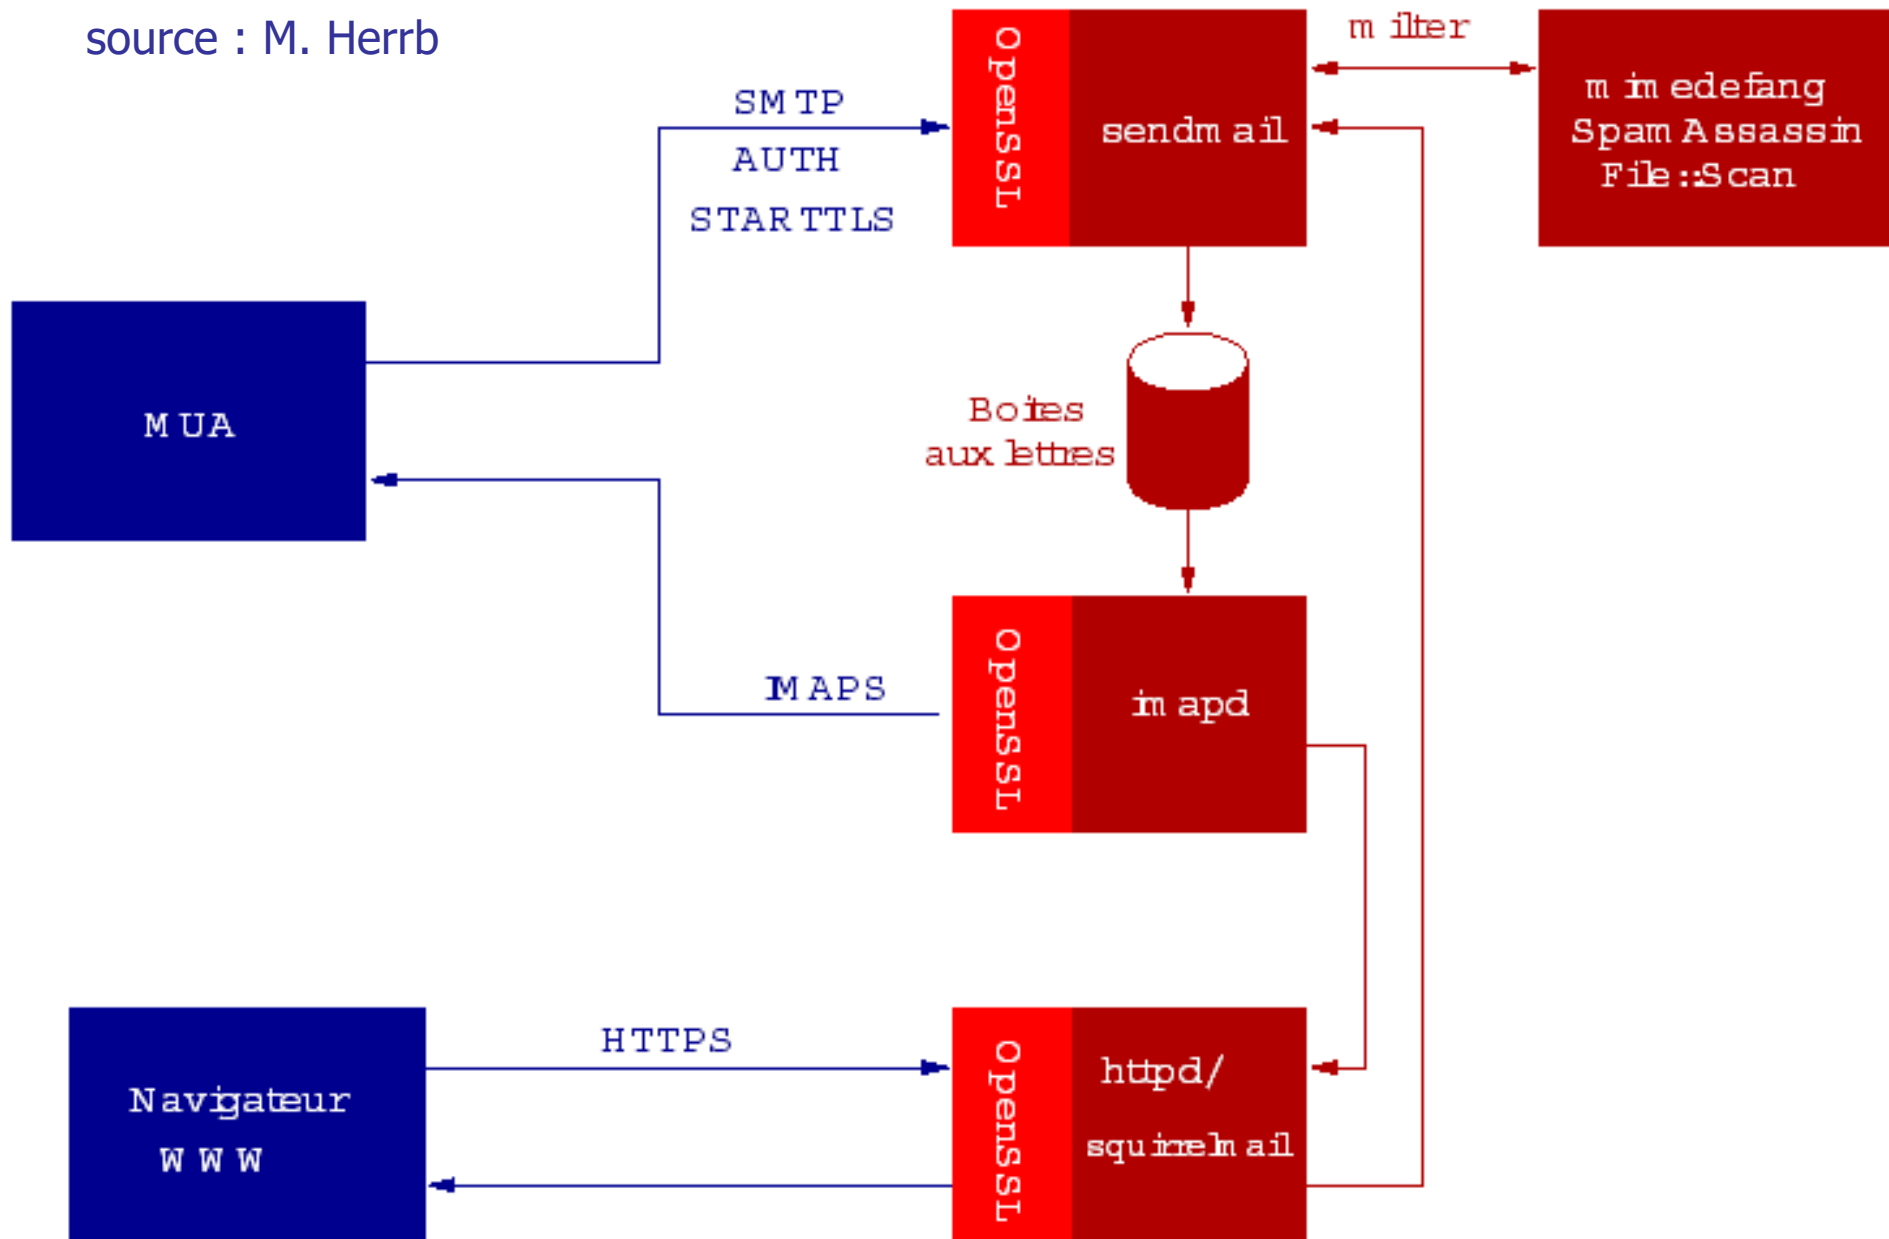 source : M. Herrb
milter
OpenSSL
sendmail
mimedefang
SpamAssassin
File::Scan
SMTP
AUTH
STARTTLS
MUA
Boites
aux lettres
OpenSSL
imapd
IMAPS
HTTPS
Navigateur
WWW
OpenSSL
httpd/
squirrelmail